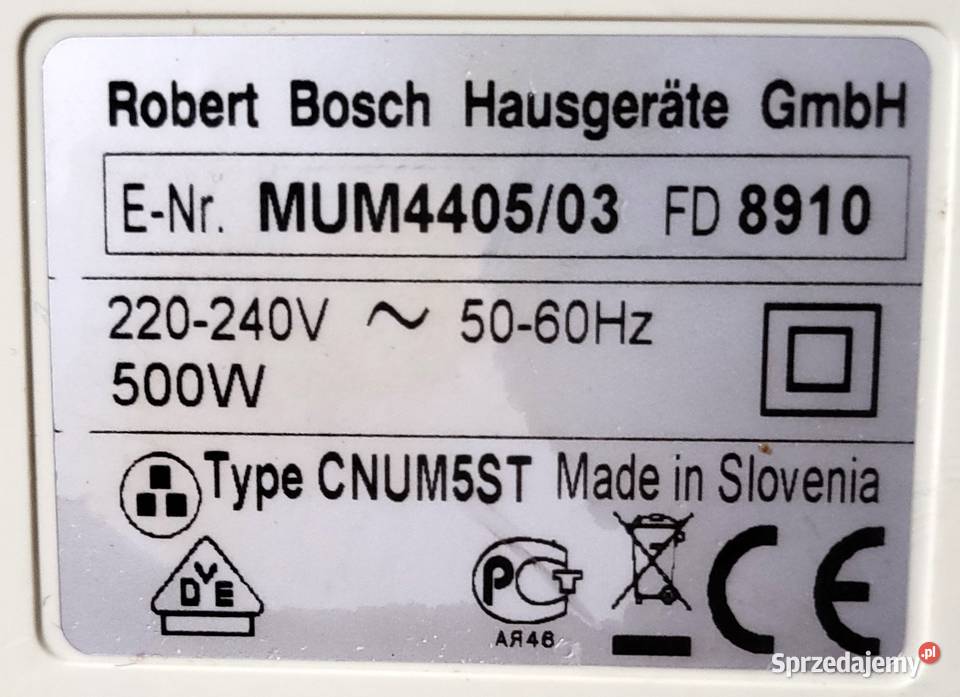 Robert Bosch Hausgeräte GmbH
E-Nr. MUM4405/03 FD 8910
220-240V ~ 50-60Hz
500W
Type CNUM5ST Made in Slovenia
DVE
PCT
АЯ46
CE
Sprzedajemy.pl